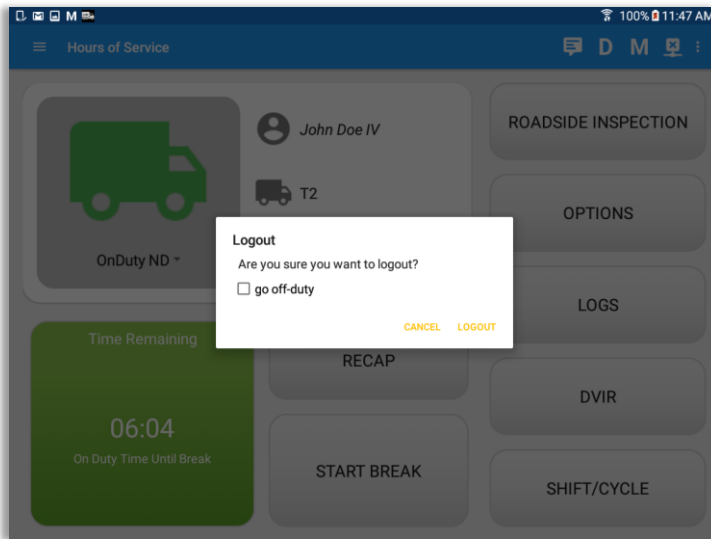 M
100% 11:47 AM
Hours of Service
D M
John Doe IV
T2
OnDuty ND
ROADSIDE INSPECTION
OPTIONS
LOGS
DVIR
SHIFT/CYCLE
Logout
Are you sure you want to logout?
go off-duty
CANCEL LOGOUT
Time Remaining
06:04
On Duty Time Until Break
RECAP
START BREAK